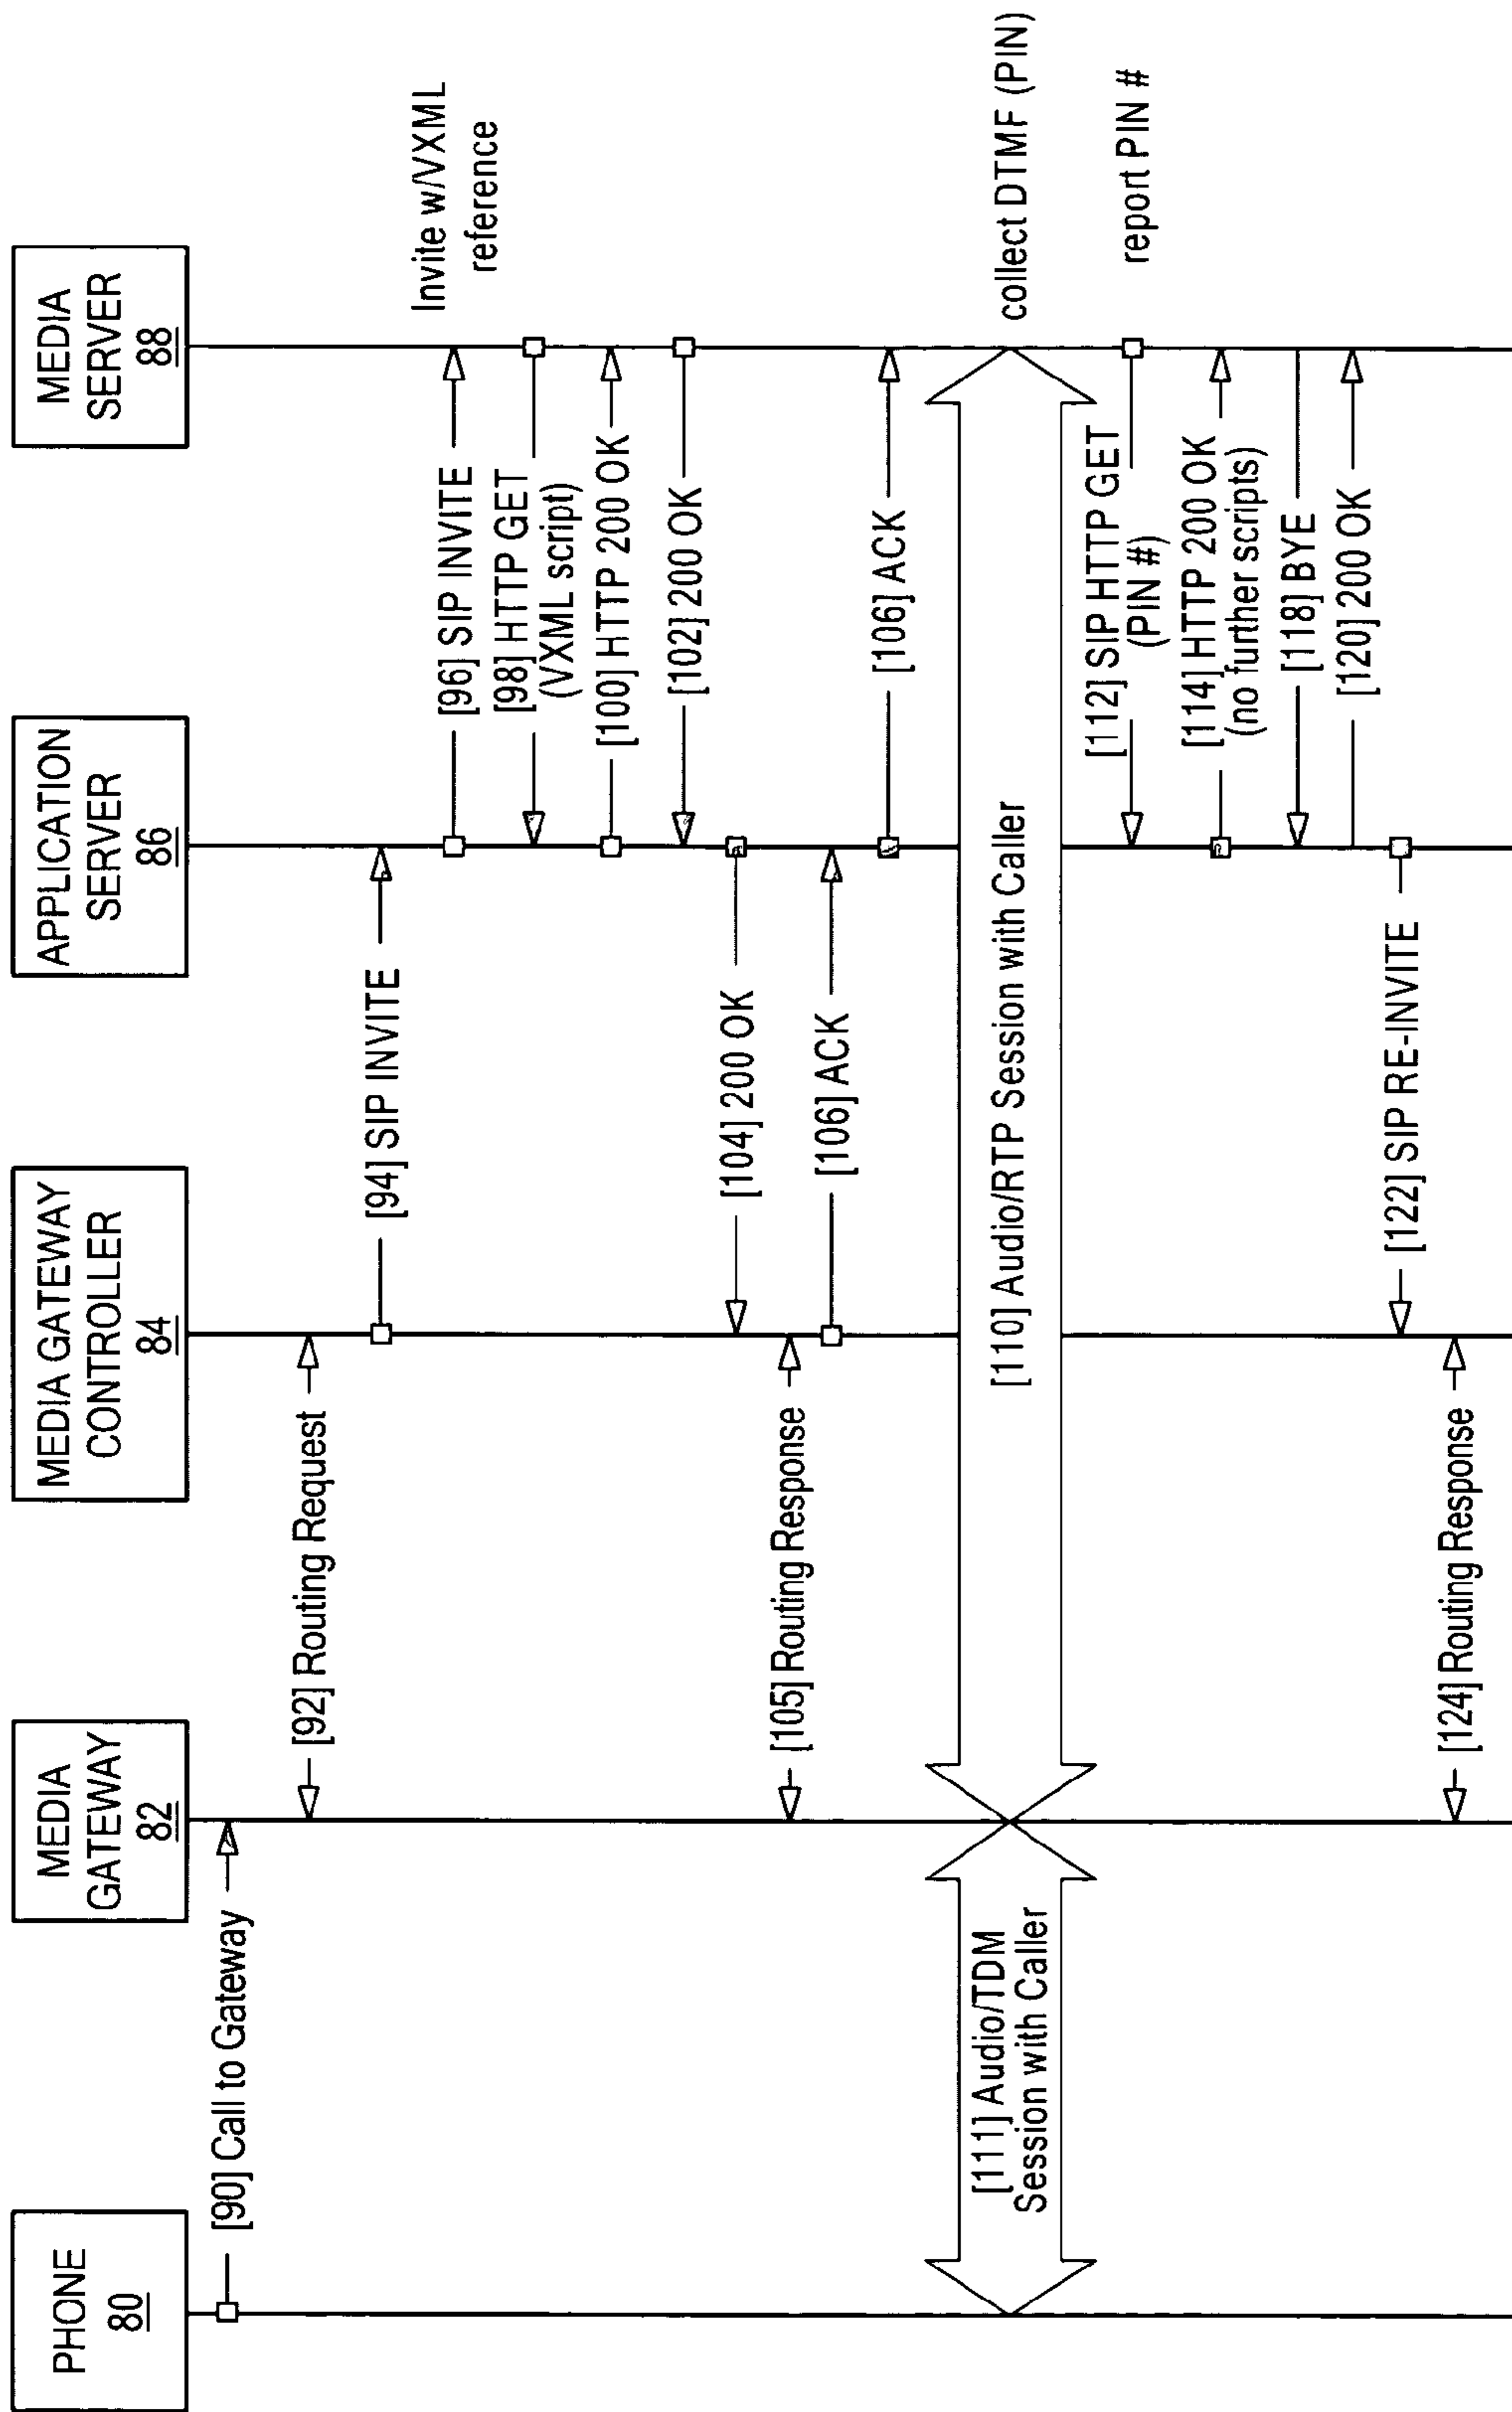 PHONE
80
MEDIA
GATEWAY
82
MEDIA GATEWAY
CONTROLLER
84
APPLICATION
SERVER
86
MEDIA
SERVER
88
[90] Call to Gateway
[92] Routing Request
[94] SIP INVITE
[96] SIP INVITE
Invite w/VXML
reference
[98] HTTP GET
(VXML script)
[100] HTTP 200 OK
[102] 200 OK
[104] 200 OK
[105] Routing Response
[106] ACK
[106] ACK
[111] Audio/TDM
Session with Caller
[110] Audio/RTP Session with Caller
collect DTMF (PIN)
[112] SIP HTTP GET
(PIN #)
report PIN #
[114] HTTP 200 OK
(no further scripts)
[118] BYE
[120] 200 OK
[122] SIP RE-INVITE
[124] Routing Response